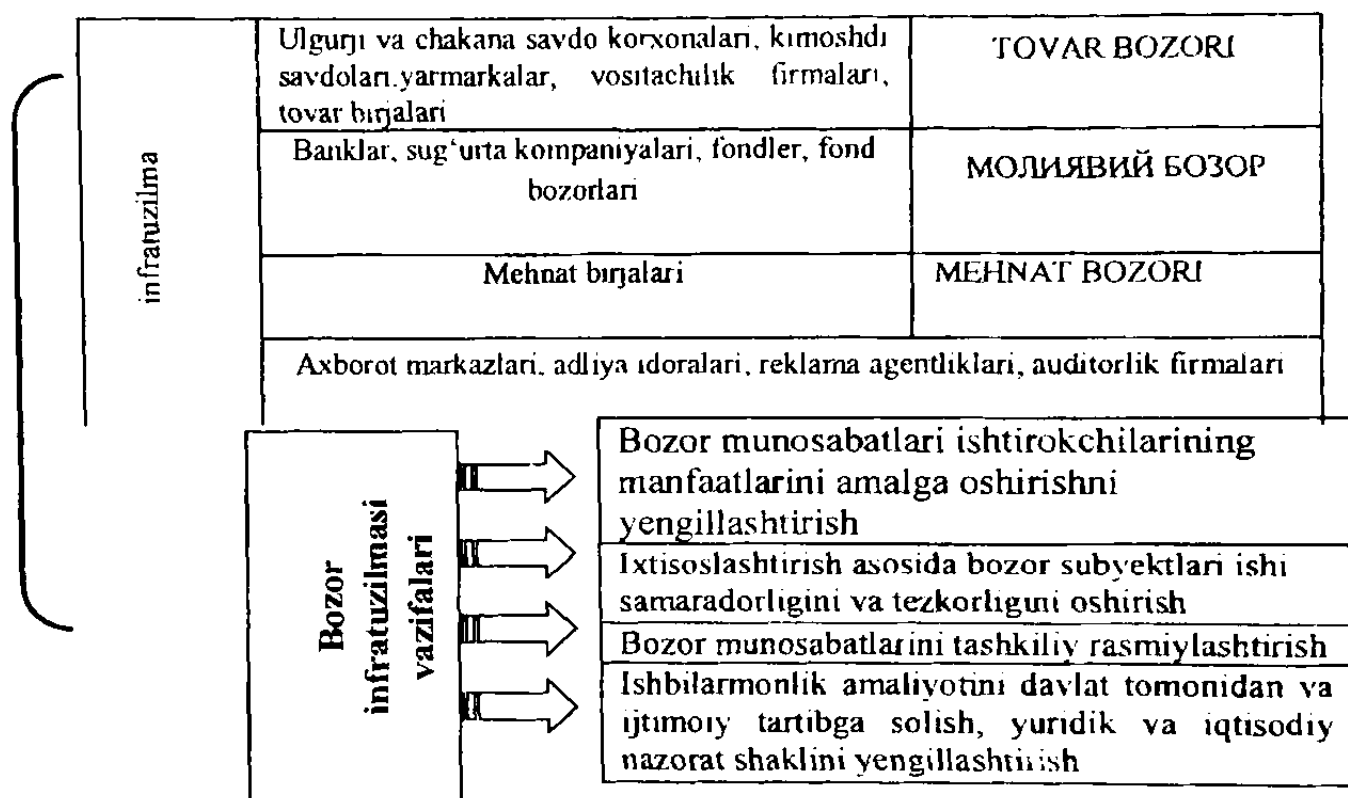 infratuzilma
Ulgurji va chakana savdo korxonalari, kimoshdi
savdolari.yarmarkalar, vositachilik firmalari,
tovar birjalari
TOVAR BOZORI
Banklar, sug‘urta kompaniyalari, fondler, fond
bozorlari
МОЛИЯВИЙ БОЗОР
Mehnat birjalari
MEHNAT BOZORI
Axborot markazlari, adliya idoralari, reklama agentliklari, auditorlik firmalari
Bozor
infratuzilmasi
vazifalari
Bozor munosabatlari ishtirokchilarining
manfaatlarini amalga oshirishni
yengillashtirish
Ixtisoslashtirish asosida bozor subyektlari ishi
samaradorligini va tezkorligini oshirish
Bozor munosabatlarini tashkiliy rasmiylashtirish
Ishbilarmonlik amaliyotini davlat tomonidan va
ijtimoiy tartibga solish, yuridik va iqtisodiy
nazorat shaklini yengillashtirish